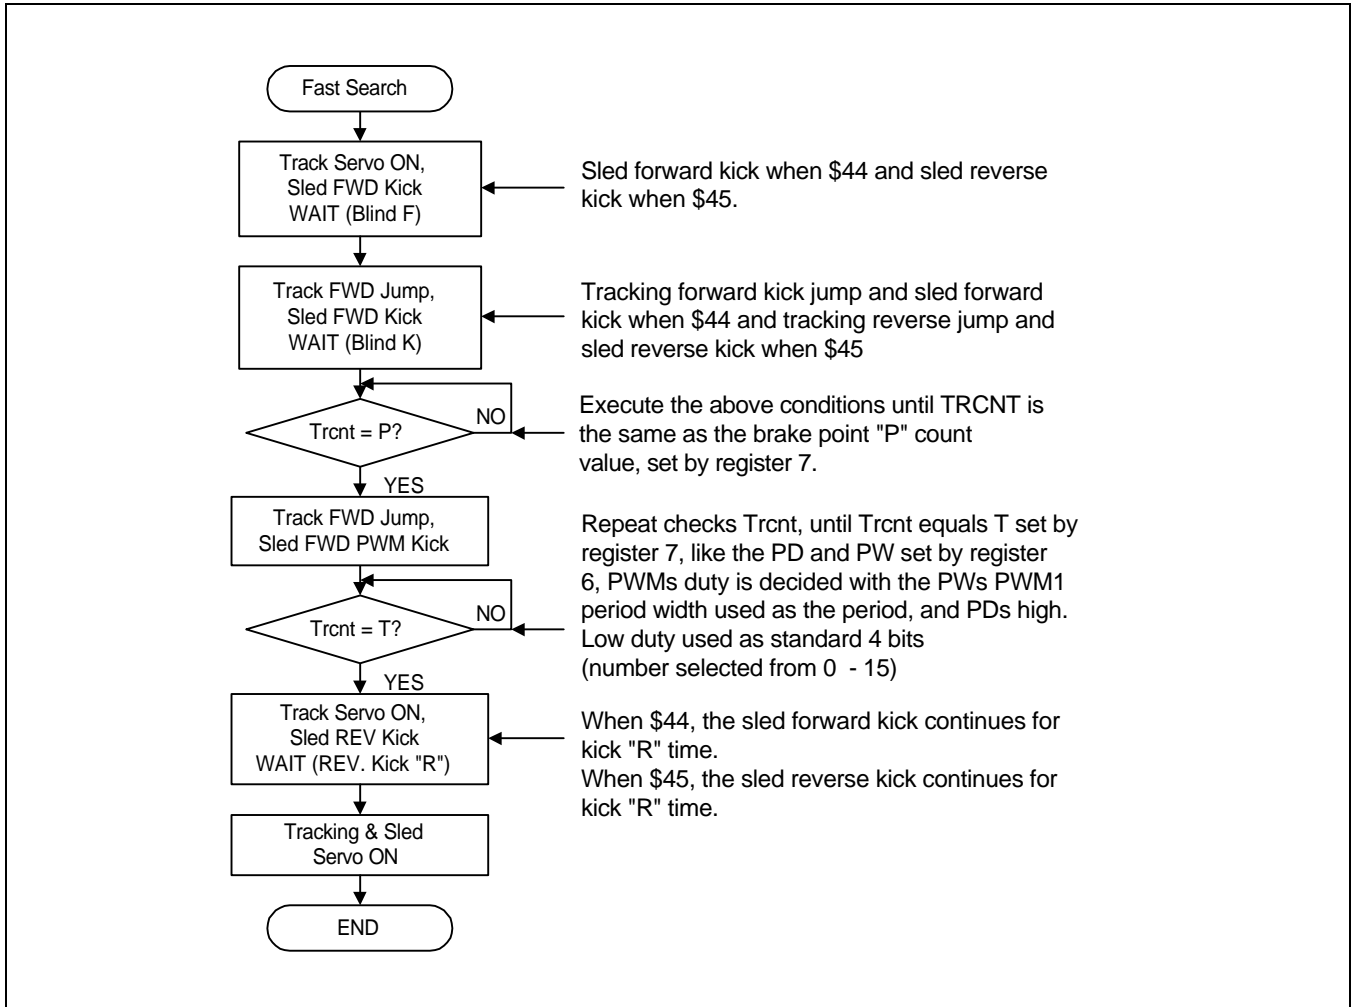 Fast Search
Track Servo ON,
Sled FWD Kick
WAIT (Blind F)
Sled forward kick when $44 and sled reverse
kick when $45.
Track FWD Jump,
Sled FWD Kick
WAIT (Blind K)
Tracking forward kick jump and sled forward
kick when $44 and tracking reverse jump and
sled reverse kick when $45
Trcnt = P?
NO
Execute the above conditions until TRCNT is
the same as the brake point "P" count
value, set by register 7.
YES
Track FWD Jump,
Sled FWD PWM Kick
Repeat checks Trcnt, until Trcnt equals T set by
register 7, like the PD and PW set by register
6, PWMs duty is decided with the PWs PWM1
period width used as the period, and PDs high.
Low duty used as standard 4 bits
(number selected from 0 - 15)
Trcnt = T?
NO
YES
Track Servo ON,
Sled REV Kick
WAIT (REV. Kick "R")
When $44, the sled forward kick continues for
kick "R" time.
When $45, the sled reverse kick continues for
kick "R" time.
Tracking & Sled
Servo ON
END